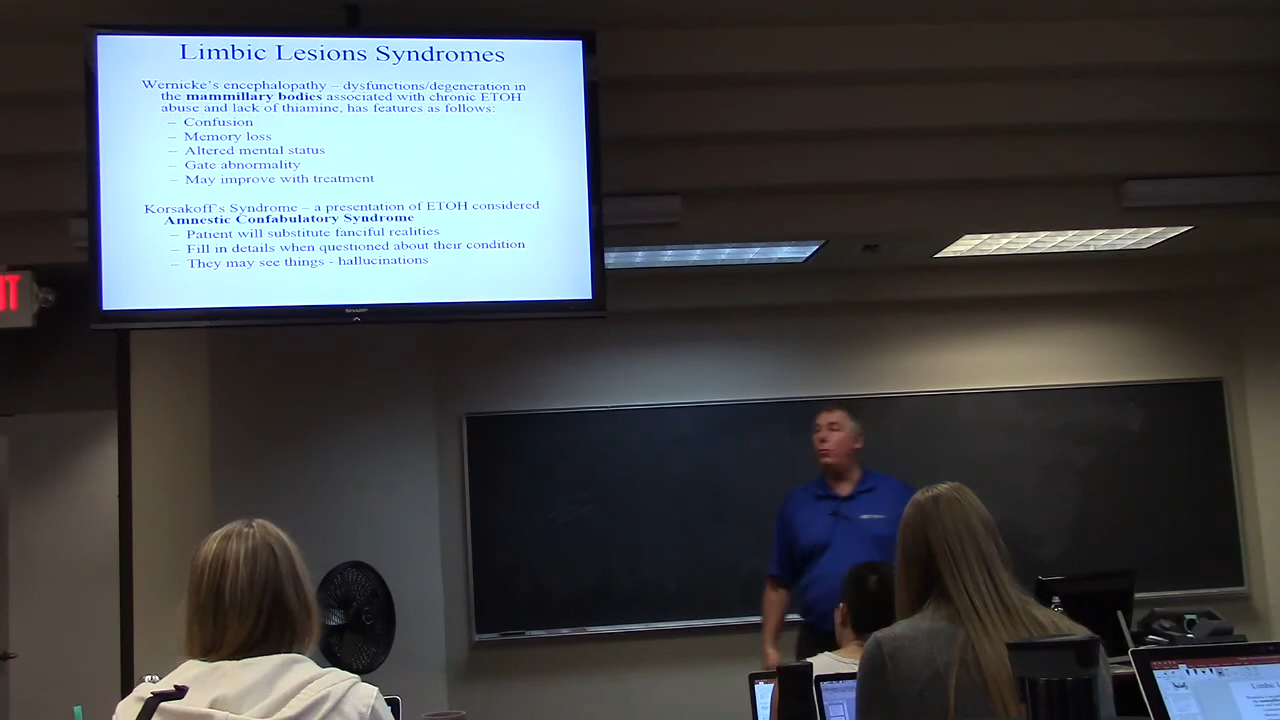 Limbic Lesions Syndromes
Wernicke's encephalopathy – dysfunctions/degeneration in
the mammillary bodies associated with chronic ETOH
abuse and lack of thiamine, has features as follows:
– Confusion
– Memory loss
– Altered mental status
– Gate abnormality
– May improve with treatment
Korsakoff's Syndrome – a presentation of ETOH considered
Amnestic Confabulatory Syndrome
– Patient will substitute fanciful realities
– Fill in details when questioned about their condition
– They may see things - hallucinations
SHARP
IT